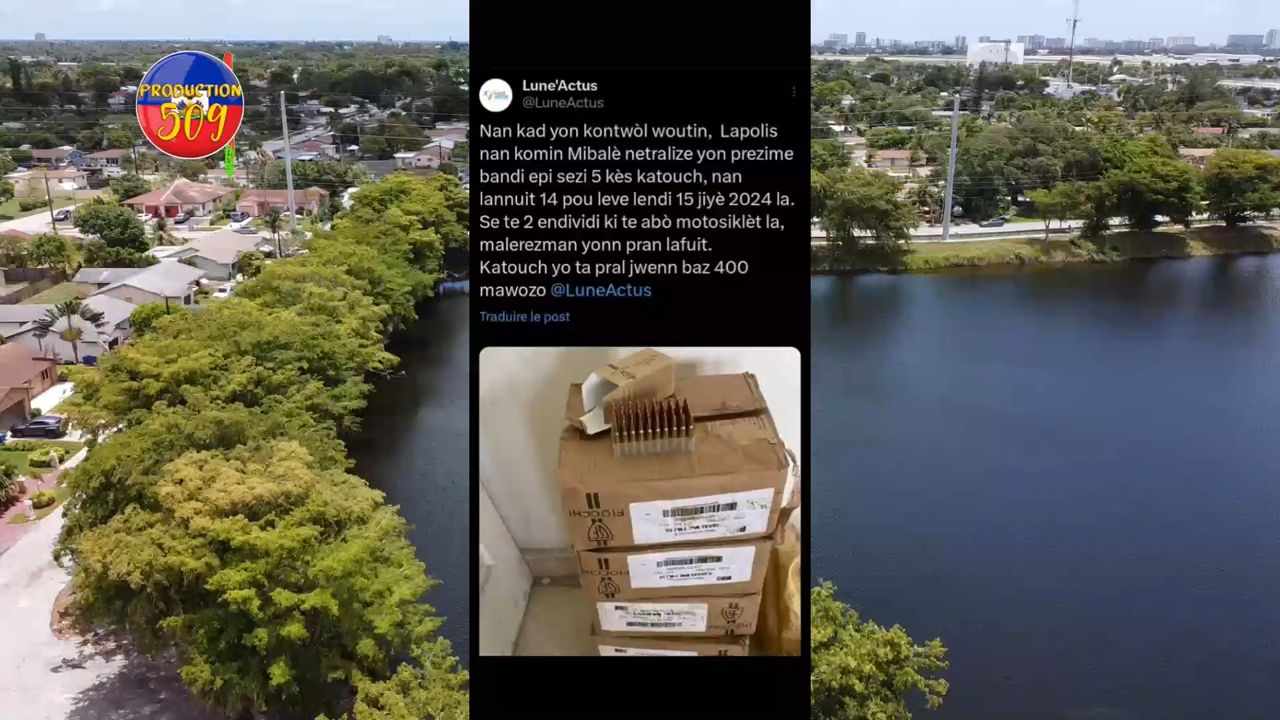 PRODUCTION
509
Lune'Actus
@LuneActus
Nan kad yon kontwòl woutin, Lapolis
nan komin Mibalè netralize yon prezime
bandi epi sezi 5 kès katouch, nan
lannuit 14 pou leve lendi 15 jiyè 2024 la.
Se te 2 endividi ki te abò motosiklèt la,
malerezman yonn pran lafuit.
Katouch yo ta pral jwenn baz 400
mawozo @LuneActus
Traduire le post
FIOCCHI
FIOCCHI